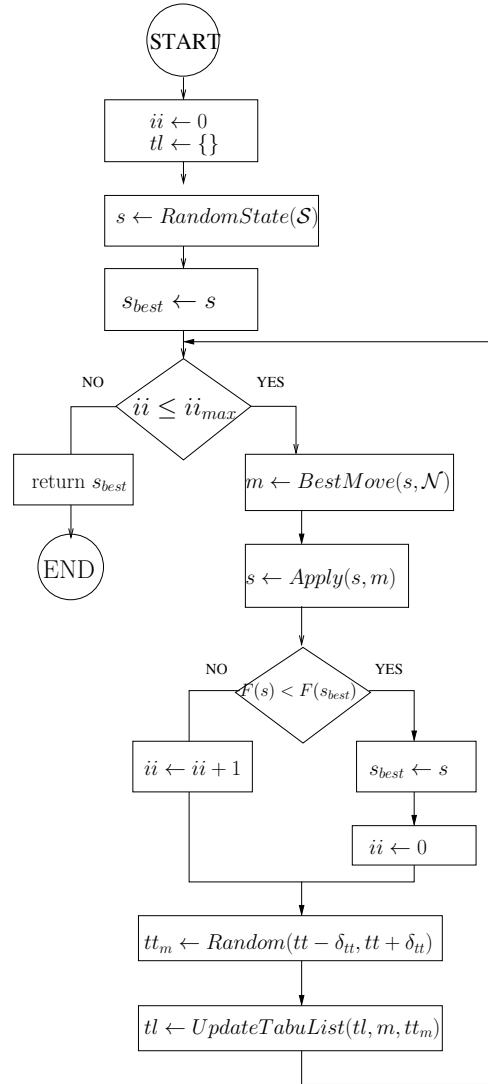 START
ii ← 0
tl ← {}
s ← RandomState(𝒮)
s_best ← s
NO
YES
ii ≤ ii_max
return s_best
m ← BestMove(s, 𝒩)
END
s ← Apply(s, m)
NO
YES
F(s) < F(s_best)
ii ← ii + 1
s_best ← s
ii ← 0
tt_m ← Random(tt − δ_tt, tt + δ_tt)
tl ← UpdateTabuList(tl, m, tt_m)